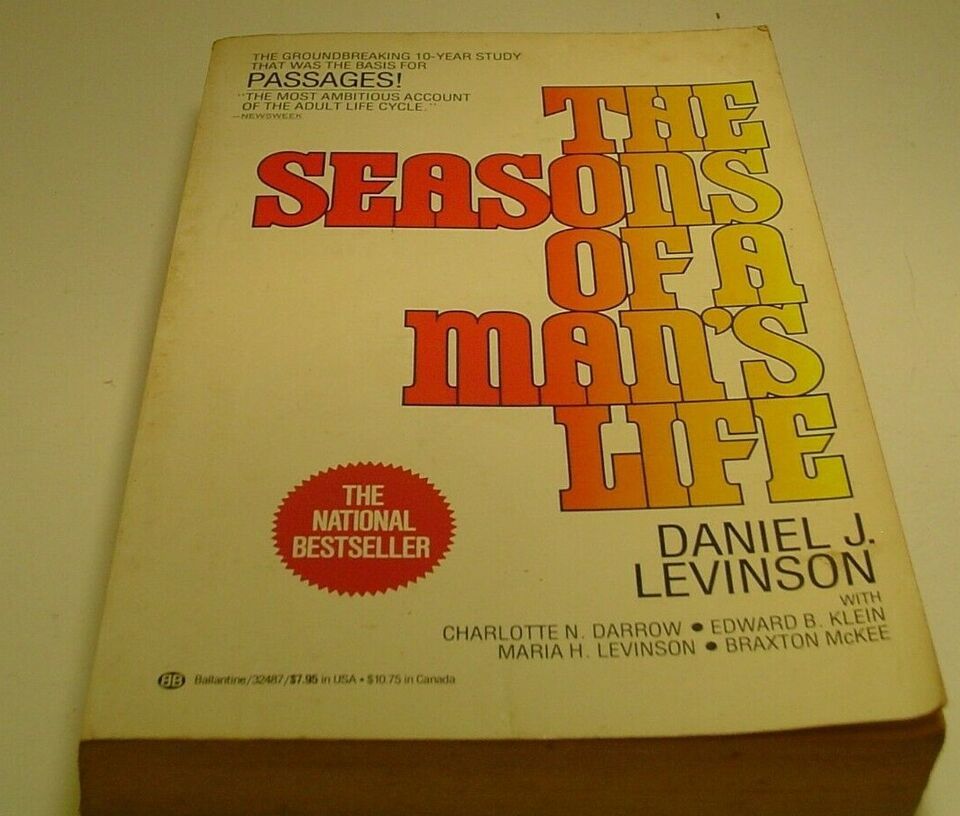 THE GROUNDBREAKING 10-YEAR STUDY
THAT WAS THE BASIS FOR
PASSAGES!
"THE MOST AMBITIOUS ACCOUNT
OF THE ADULT LIFE CYCLE."
—NEWSWEEK
THE
SEASONS
OF A
MAN'S
LIFE
THE
NATIONAL
BESTSELLER
DANIEL J.
LEVINSON
WITH
CHARLOTTE N. DARROW • EDWARD B. KLEIN
MARIA H. LEVINSON • BRAXTON McKEE
BB Ballantine/32487/$7.95 in USA • $10.75 in Canada